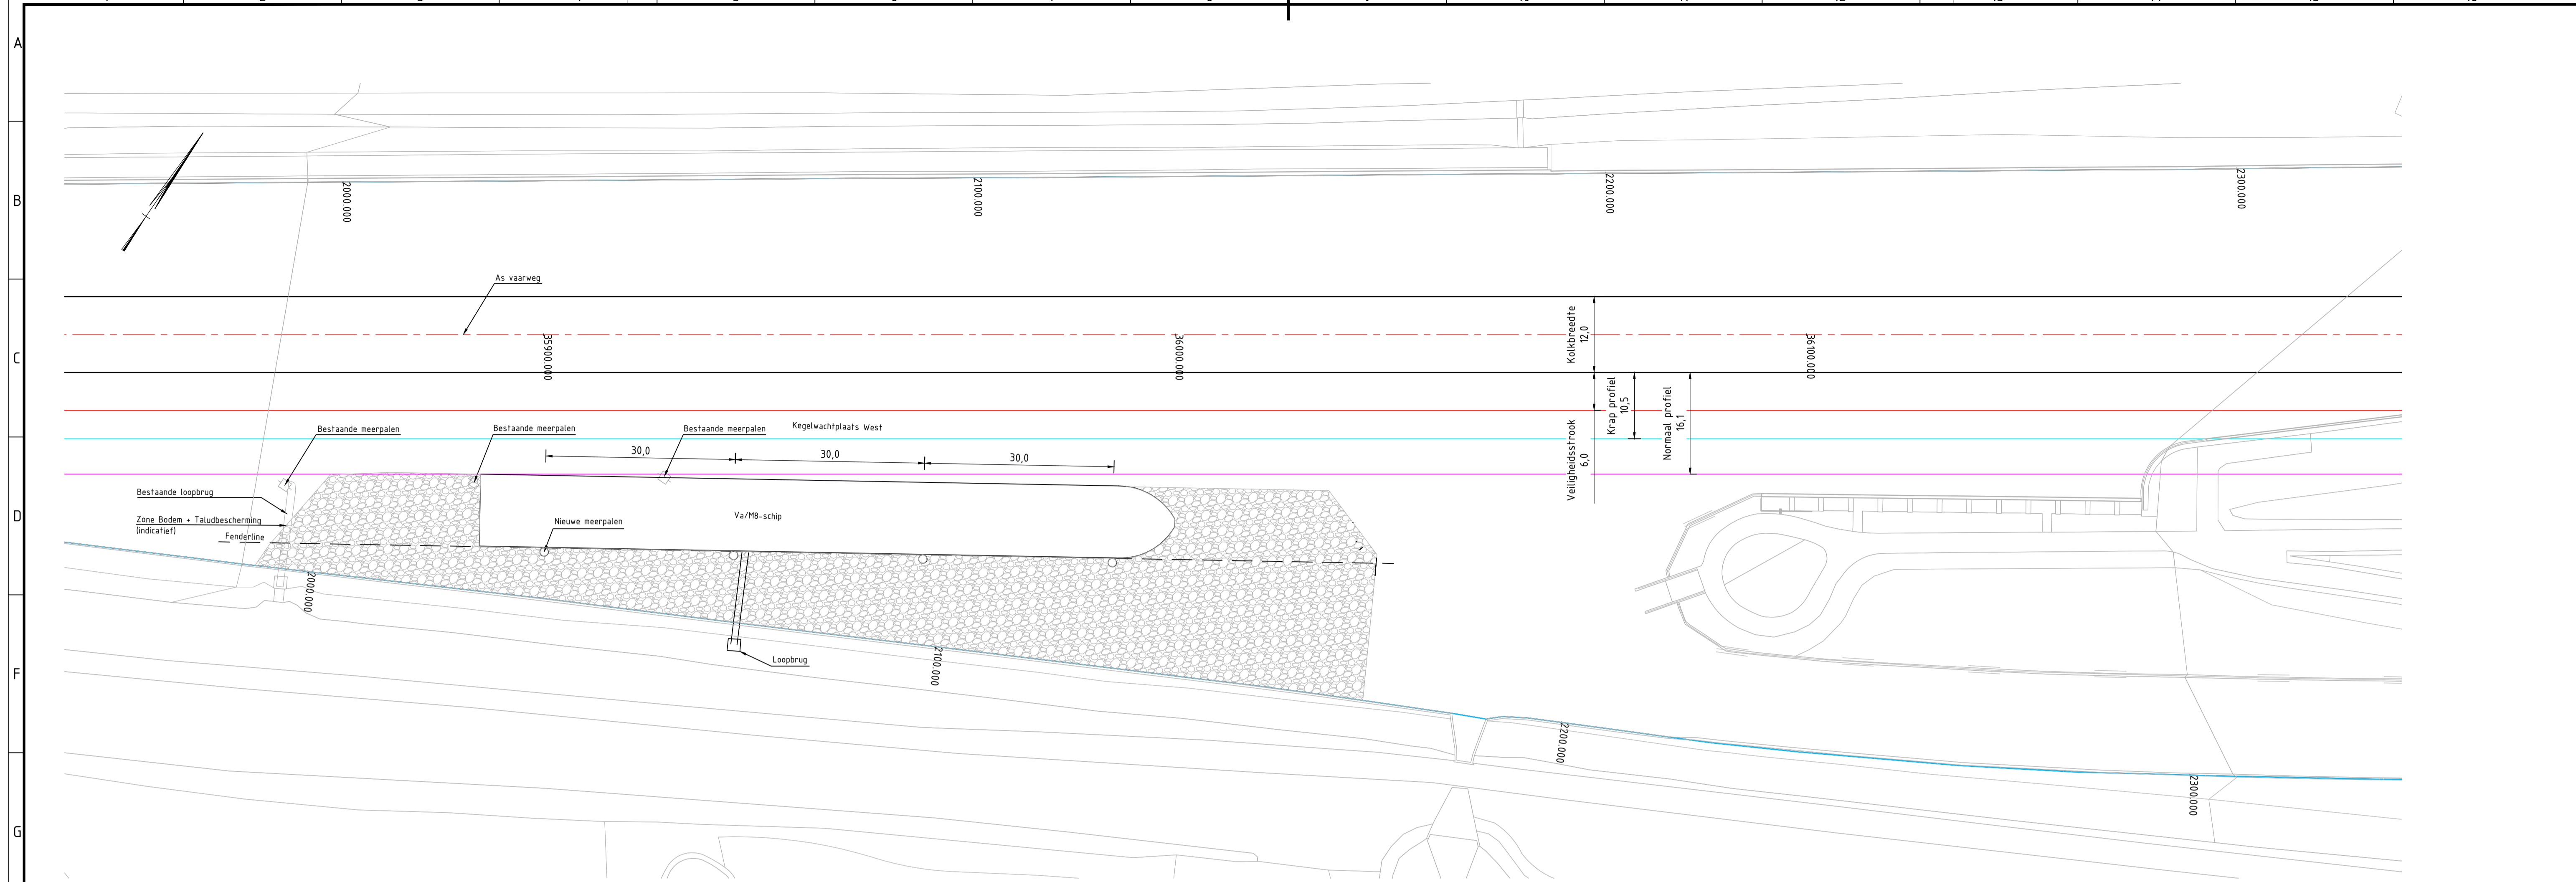 A
B
C
D
F
G
2000.000
2100.000
2200.000
2300.000
As vaarweg
35900.000
36000.000
36100.000
Kolkbreedte
12,0
Krap profiel
10,5
Normaal profiel
16,1
Veiligheidsstrook
6,0
Bestaande meerpalen
Bestaande meerpalen
Bestaande meerpalen
Kegelwachtplaats West
30,0
30,0
30,0
Bestaande loopbrug
Zone Bodem + Taludbescherming
(indicatief)
Fenderline
Nieuwe meerpalen
Va/M8-schip
Loopbrug
2000.000
2100.000
2200.000
2300.000